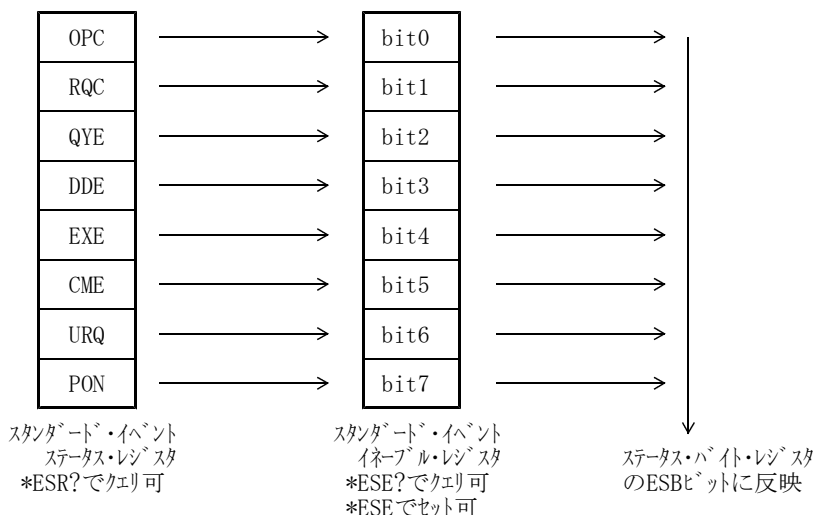 OPC bit0
RQC bit1
QYE bit2
DDE bit3
EXE bit4
CME bit5
URQ bit6
PON bit7
ｽﾀﾝﾀﾞｰﾄﾞ・ｲﾍﾞﾝﾄ
ｽﾃｰﾀｽ・ﾚｼﾞｽﾀ
*ESR?でｸｴﾘ可
ｽﾀﾝﾀﾞｰﾄﾞ・ｲﾍﾞﾝﾄ
ｲﾈｰﾌﾞﾙ・ﾚｼﾞｽﾀ
*ESE?でｸｴﾘ可
*ESEでｾｯﾄ可
ｽﾃｰﾀｽ・ﾊﾞｲﾄ・ﾚｼﾞｽﾀ
のESBﾋﾞｯﾄに反映